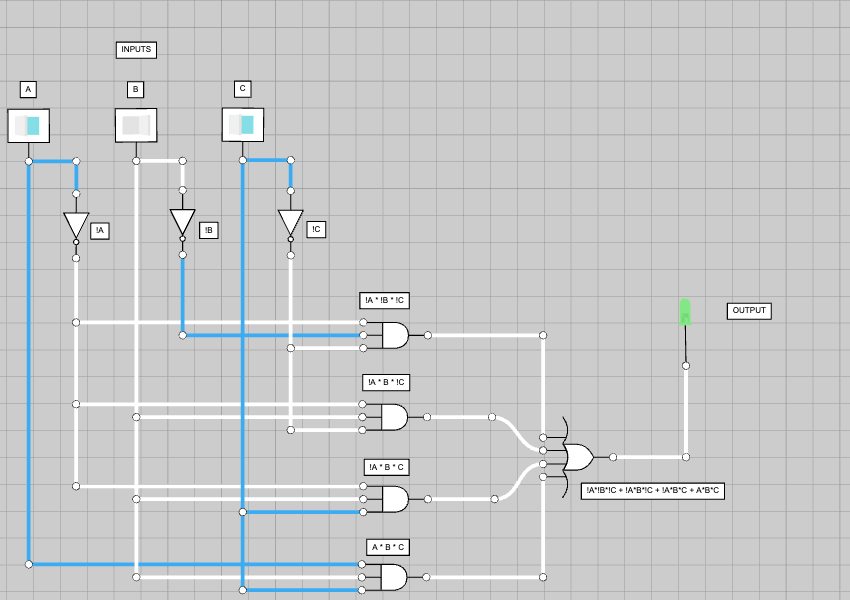 INPUTS
A
B
C
!A
!B
!C
!A * !B * !C
OUTPUT
!A * B * !C
!A * B * C
!A*!B*!C + !A*B*!C + !A*B*C + A*B*C
A * B * C